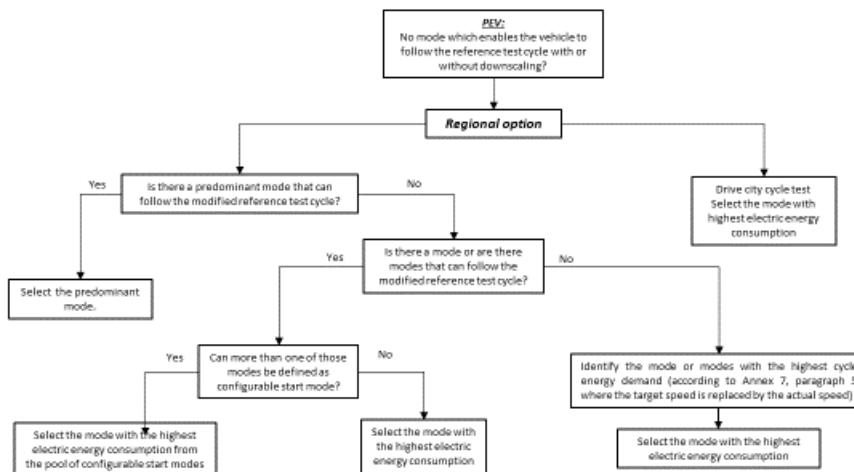 PEV:
No mode which enables the vehicle to
follow the reference test cycle with or
without downscaling?
Regional option
Yes
Is there a predominant mode that can
follow the modified reference test cycle?
No
Drive city cycle test
Select the mode with
highest electric energy
consumption
Select the predominant
mode.
Yes
Is there a mode or are there
modes that can follow the
modified reference test cycle?
No
Yes
Can more than one of those
modes be defined as
configurable start mode?
No
Identify the mode or modes with the highest cycle
energy demand (according to Annex 7, paragraph 5
where the target speed is replaced by the actual speed)
Select the mode with the highest
electric energy consumption from
the pool of configurable start modes
Select the mode with
the highest electric
energy consumption
Select the mode with the highest
electric energy consumption